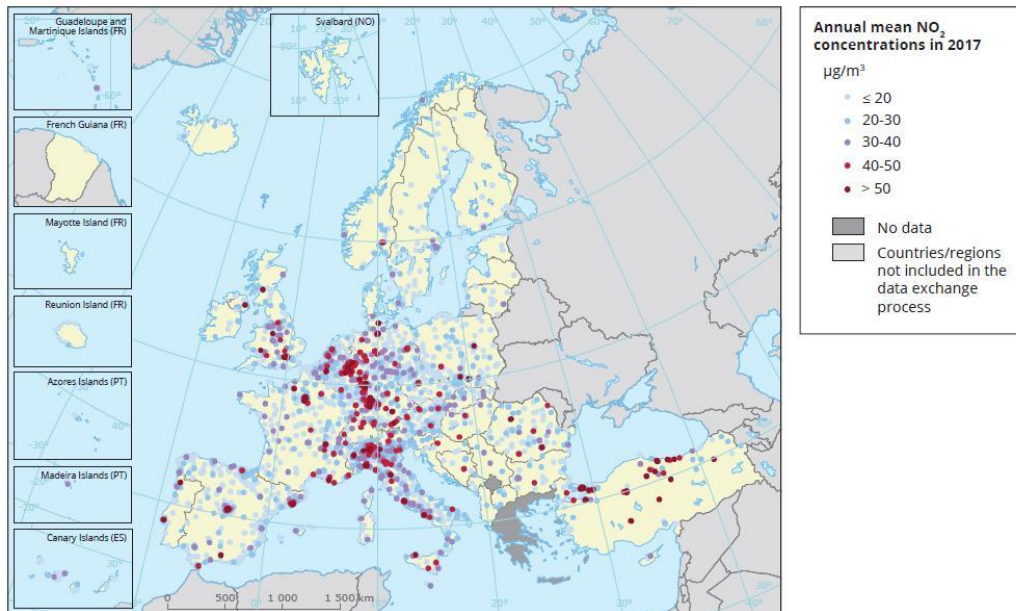 Guadeloupe and
Martinique Islands (FR)
Svalbard (NO)
French Guiana (FR)
Mayotte Island (FR)
Reunion Island (FR)
Azores Islands (PT)
Madeira Islands (PT)
Canary Islands (ES)
0 500 1 000 1 500 km
Annual mean NO₂
concentrations in 2017
µg/m³
≤ 20
20-30
30-40
40-50
> 50
No data
Countries/regions
not included in the
data exchange
process